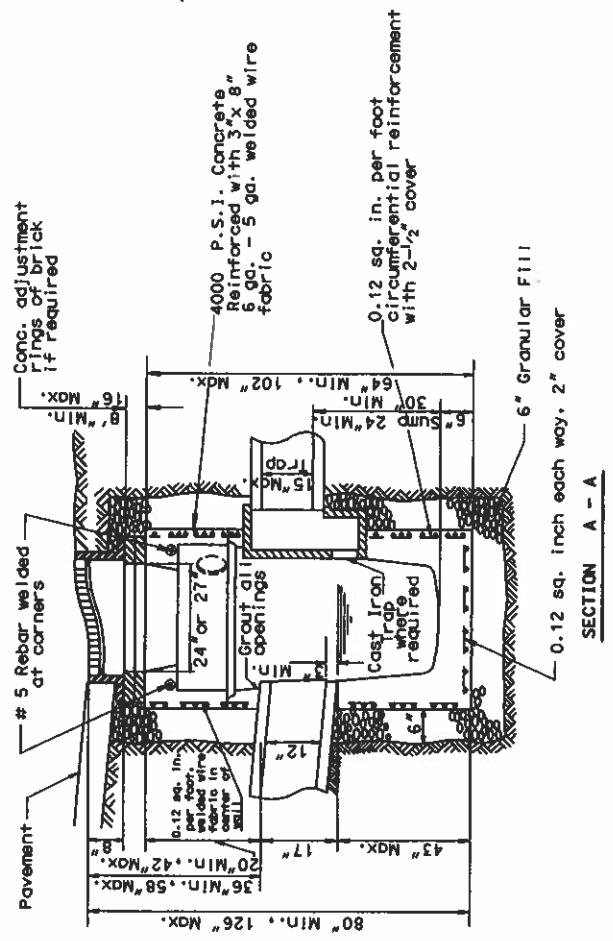 Pavement
# 5 Rebar welded
at corners
Conc. adjustment
rings of brick
if required
8" Min.
16" Max.
4000 P.S.I. Concrete
Reinforced with 3"x 8"
6 ga. - 5 ga. welded wire
fabric
0.12 sq. in. per foot
circumferential reinforcement
with 2-1/2" cover
64" Min., 102" Max.
30" Min.
Sump 24" Min.
6"
15" Max.
Trap
24" or 27"
Grout all
openings
Min.
3"
Cast Iron
Trap
where
required
12"
6"
0.12 sq. in.
per foot.
welded wire
fabric in
center of
wall
8"
20" Min., 42" Max.
36" Min., 58" Max.
17"
43" Max.
80" Min., 126" Max.
6" Granular Fill
0.12 sq. inch each way, 2" cover
SECTION A - A